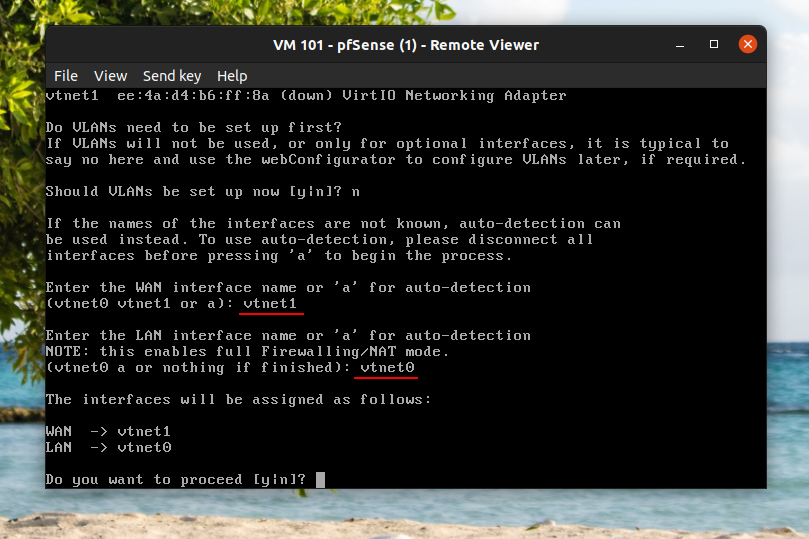 VM 101 - pfSense (1) - Remote Viewer
File View Send key Help
vtnet1  ee:4a:d4:b6:ff:8a (down) VirtIO Networking Adapter
Do VLANs need to be set up first?
If VLANs will not be used, or only for optional interfaces, it is typical to
say no here and use the webConfigurator to configure VLANs later, if required.
Should VLANs be set up now [y|n]? n
If the names of the interfaces are not known, auto-detection can
be used instead. To use auto-detection, please disconnect all
interfaces before pressing 'a' to begin the process.
Enter the WAN interface name or 'a' for auto-detection
(vtnet0 vtnet1 or a): vtnet1
Enter the LAN interface name or 'a' for auto-detection
NOTE: this enables full Firewalling/NAT mode.
(vtnet0 a or nothing if finished): vtnet0
The interfaces will be assigned as follows:
WAN  -> vtnet1
LAN  -> vtnet0
Do you want to proceed [y|n]?